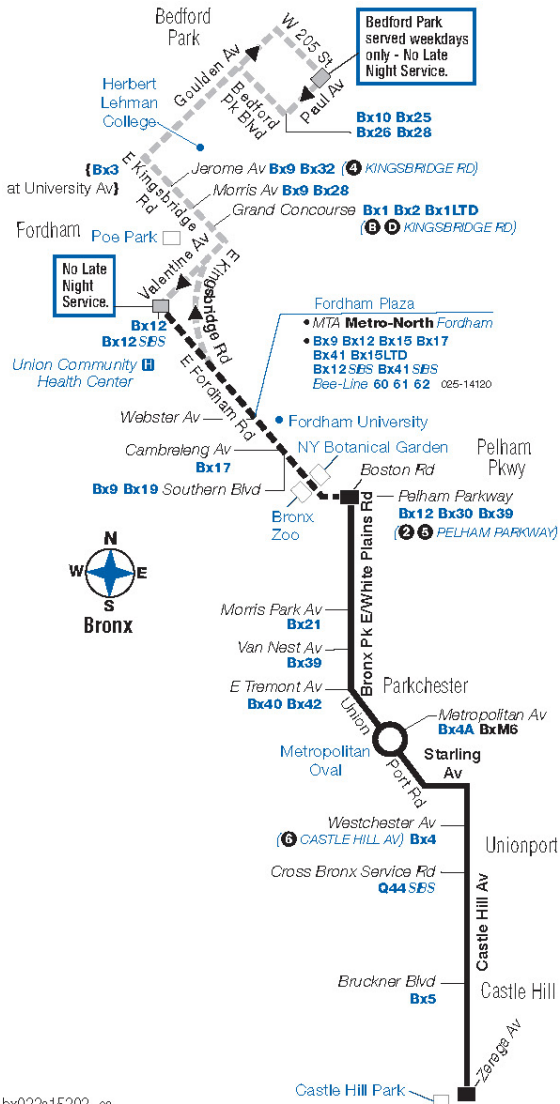 Bedford
Park
W 205 St
Bedford Park
served weekdays
only - No Late
Night Service.
Goulden Av
Paul Av
Bedford
Pk Blvd
Herbert
Lehman
College
Bx10 Bx25
Bx26 Bx28
{Bx3
at University Av}
E Kingsbridge
Rd
Jerome Av Bx9 Bx32 (4 KINGSBRIDGE RD)
Morris Av Bx9 Bx28
Grand Concourse Bx1 Bx2 Bx1LTD
(B D KINGSBRIDGE RD)
Fordham
Poe Park
Valentine Av
E Kingsbridge Rd
No Late
Night
Service.
Bx12
Bx12SBS
Union Community H
Health Center
E Fordham Rd
Fordham Plaza
• MTA Metro-North Fordham
• Bx9 Bx12 Bx15 Bx17
Bx41 Bx15LTD
Bx12SBS Bx41SBS
Bee-Line 60 61 62 025-14120
Webster Av
Fordham University
Cambreleng Av
Bx17
NY Botanical Garden
Bx9 Bx19 Southern Blvd
Bronx
Zoo
Pelham
Pkwy
Boston Rd
Pelham Parkway
Bx12 Bx30 Bx39
(2 5 PELHAM PARKWAY)
N
W E
S
Bronx
Bronx Pk E/White Plains Rd
Morris Park Av
Bx21
Van Nest Av
Bx39
E Tremont Av
Bx40 Bx42
Parkchester
Union
Port Rd
Metropolitan Av
Bx4A BxM6
Metropolitan
Oval
Starling
Av
Westchester Av
(6 CASTLE HILL AV) Bx4
Unionport
Cross Bronx Service Rd
Q44SBS
Castle Hill Av
Bruckner Blvd
Bx5
Castle Hill
Zerega Av
Castle Hill Park